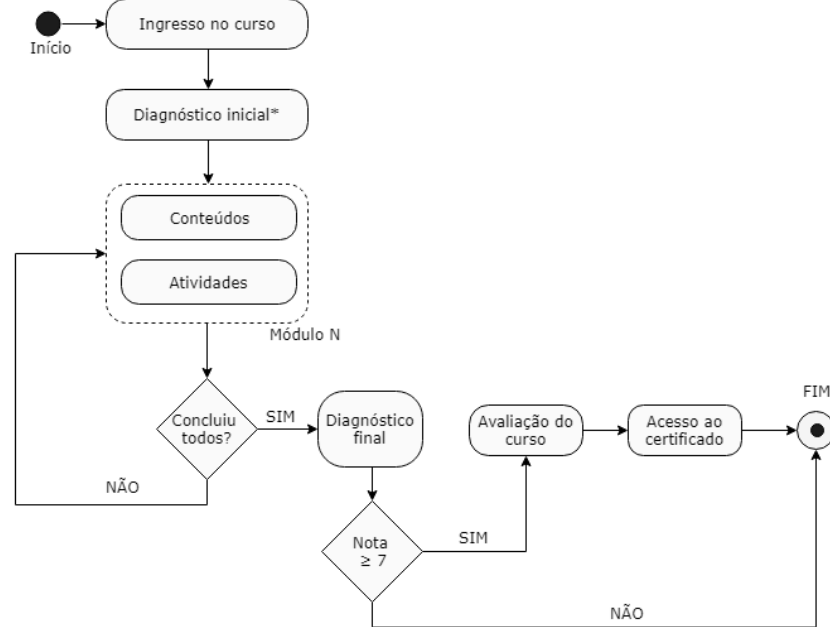 Ingresso no curso
Início
Diagnóstico inicial*
Conteúdos
Atividades
Módulo N
Concluiu
todos?
SIM
NÃO
Diagnóstico
final
Nota
≥ 7
SIM
NÃO
Avaliação do
curso
Acesso ao
certificado
FIM